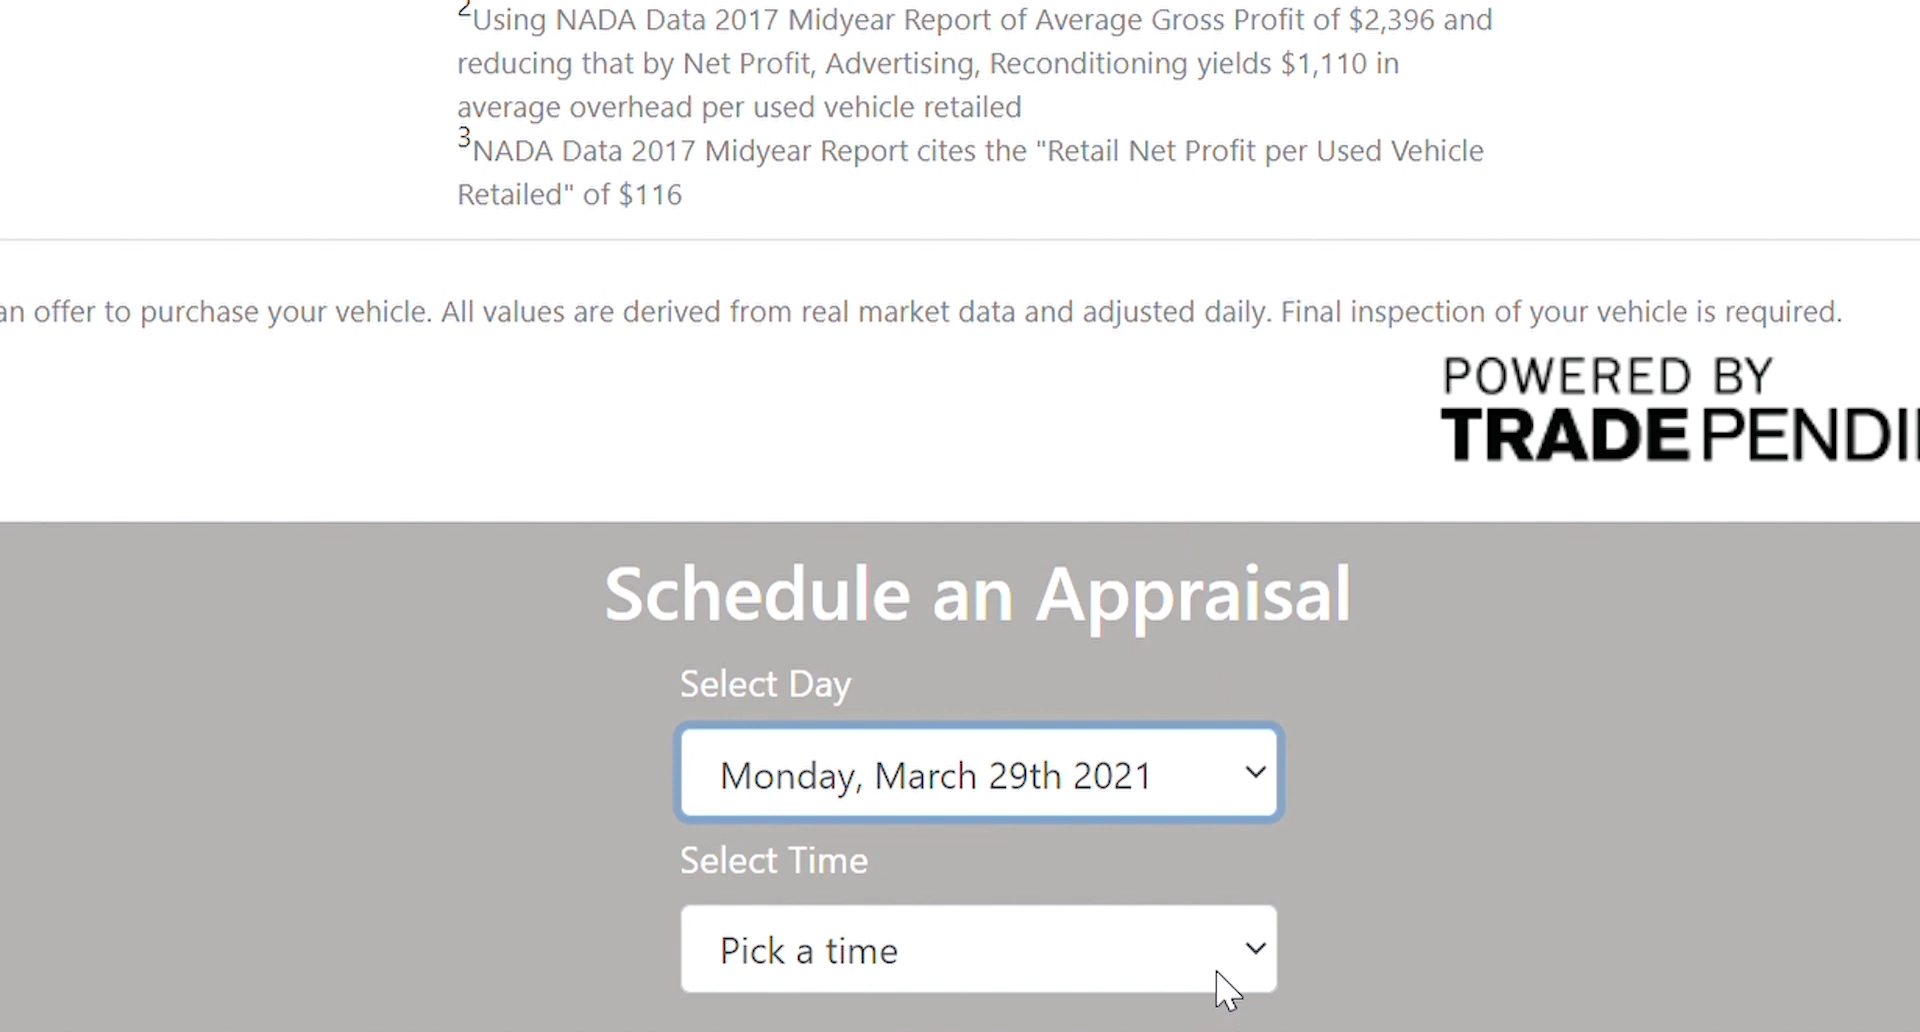 ²Using NADA Data 2017 Midyear Report of Average Gross Profit of $2,396 and
reducing that by Net Profit, Advertising, Reconditioning yields $1,110 in
average overhead per used vehicle retailed
³NADA Data 2017 Midyear Report cites the "Retail Net Profit per Used Vehicle
Retailed" of $116
an offer to purchase your vehicle. All values are derived from real market data and adjusted daily. Final inspection of your vehicle is required.
POWERED BY
TRADEPENDI
Schedule an Appraisal
Select Day
Monday, March 29th 2021
Select Time
Pick a time